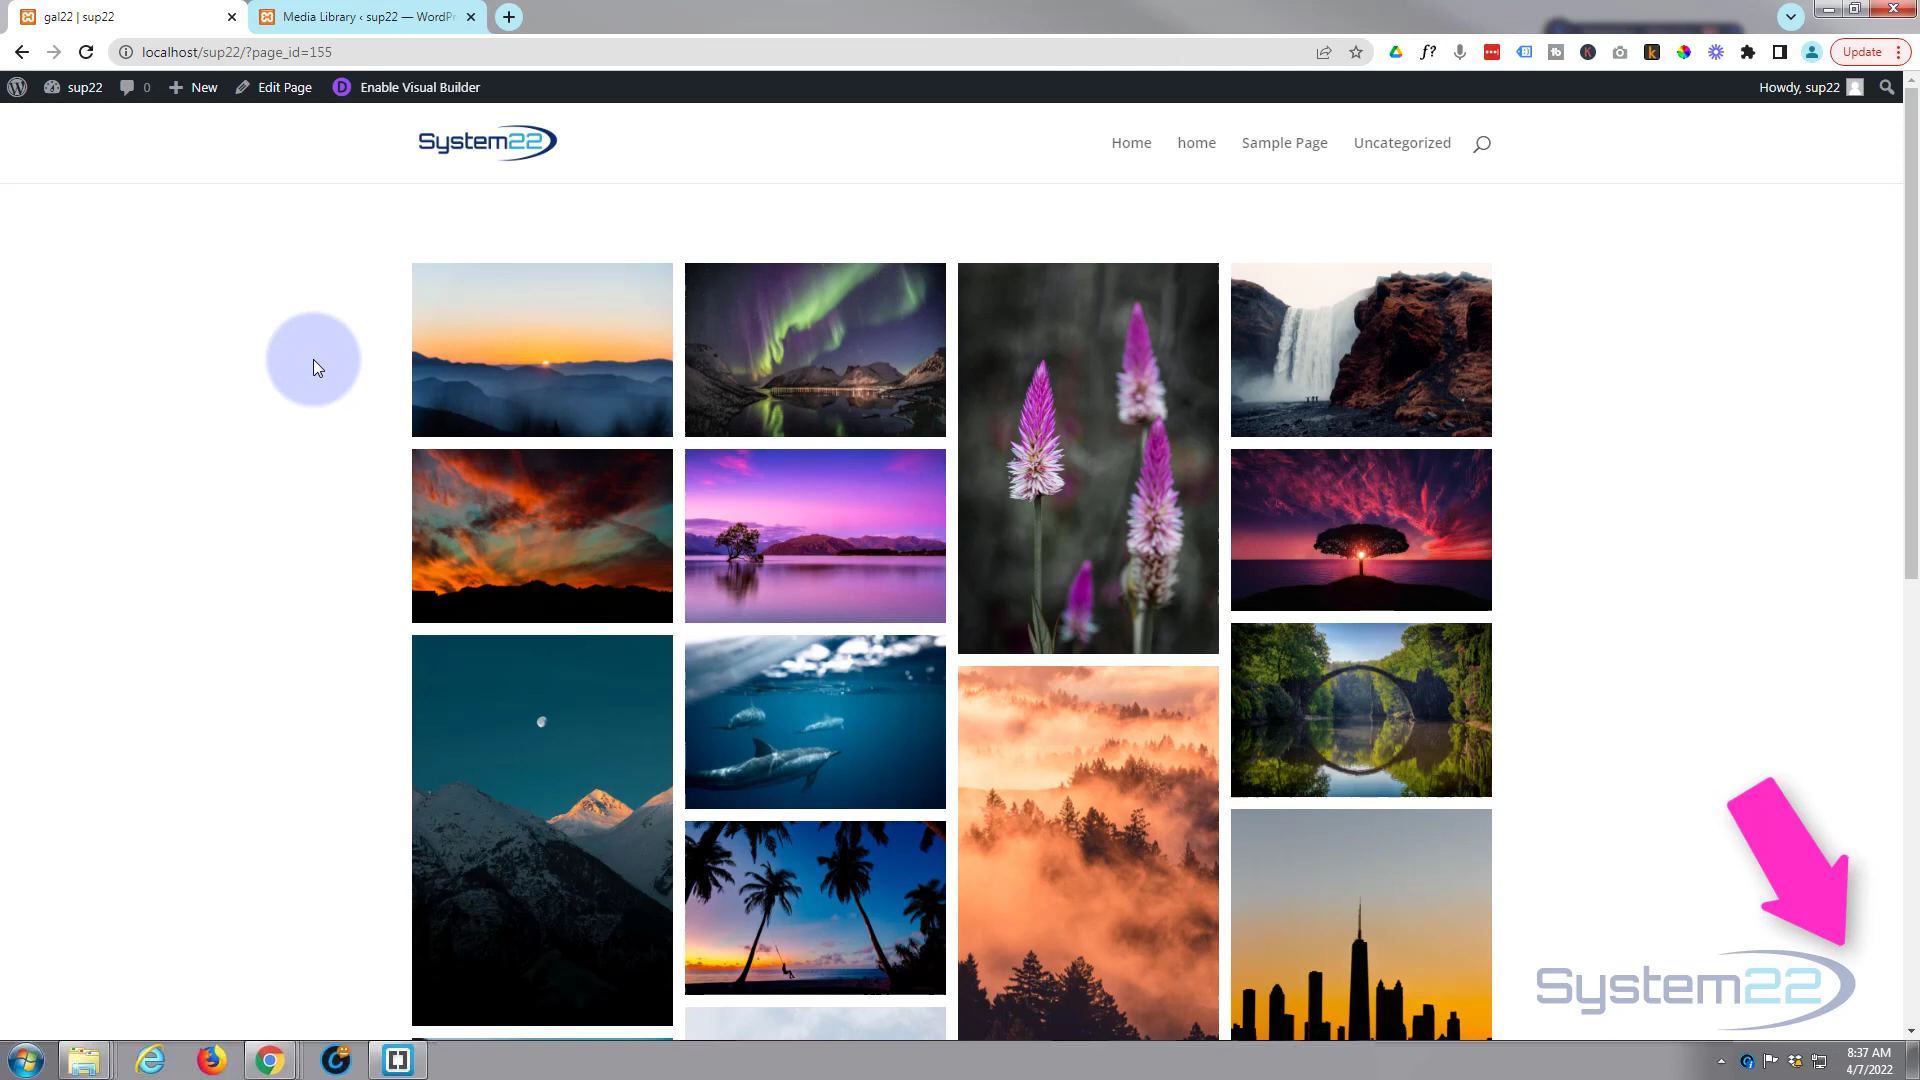 gal22 | sup22
Media Library ‹ sup22 — WordPr
localhost/sup22/?page_id=155
Update
sup22
0
New
Edit Page
Enable Visual Builder
Howdy, sup22
System22
Home
home
Sample Page
Uncategorized
System22
8:37 AM
4/7/2022